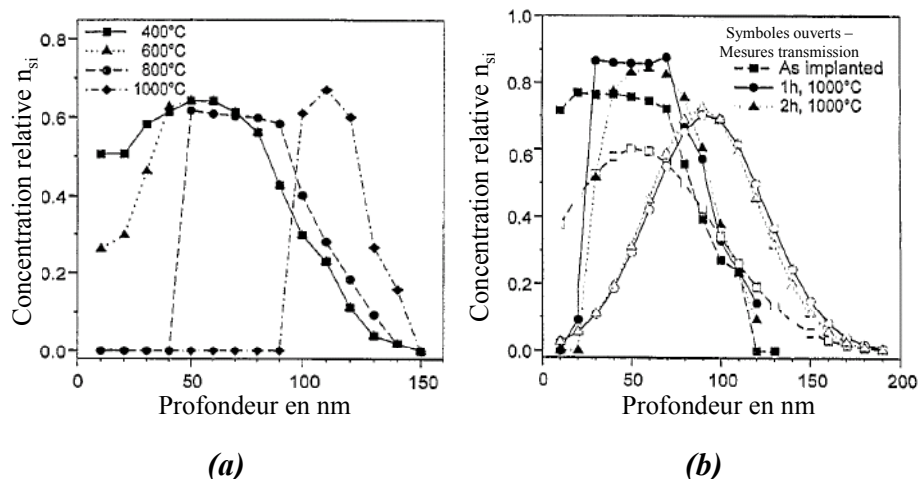 Concentration relative n_si
0.8
0.6
0.4
0.2
0.0
400°C
600°C
800°C
1000°C
0
50
100
150
Profondeur en nm
(a)
Concentration relative n_si
1.0
0.8
0.6
0.4
0.2
0.0
Symboles ouverts –
Mesures transmission
As implanted
1h, 1000°C
2h, 1000°C
0
50
100
150
200
Profondeur en nm
(b)